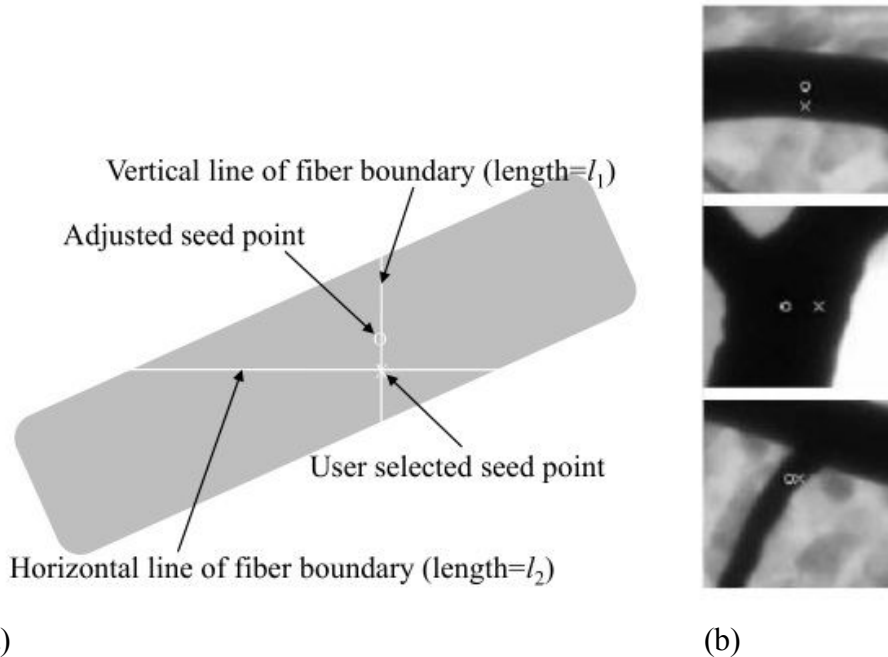 Vertical line of fiber boundary (length=l₁)
Adjusted seed point
User selected seed point
Horizontal line of fiber boundary (length=l₂)
)
(b)